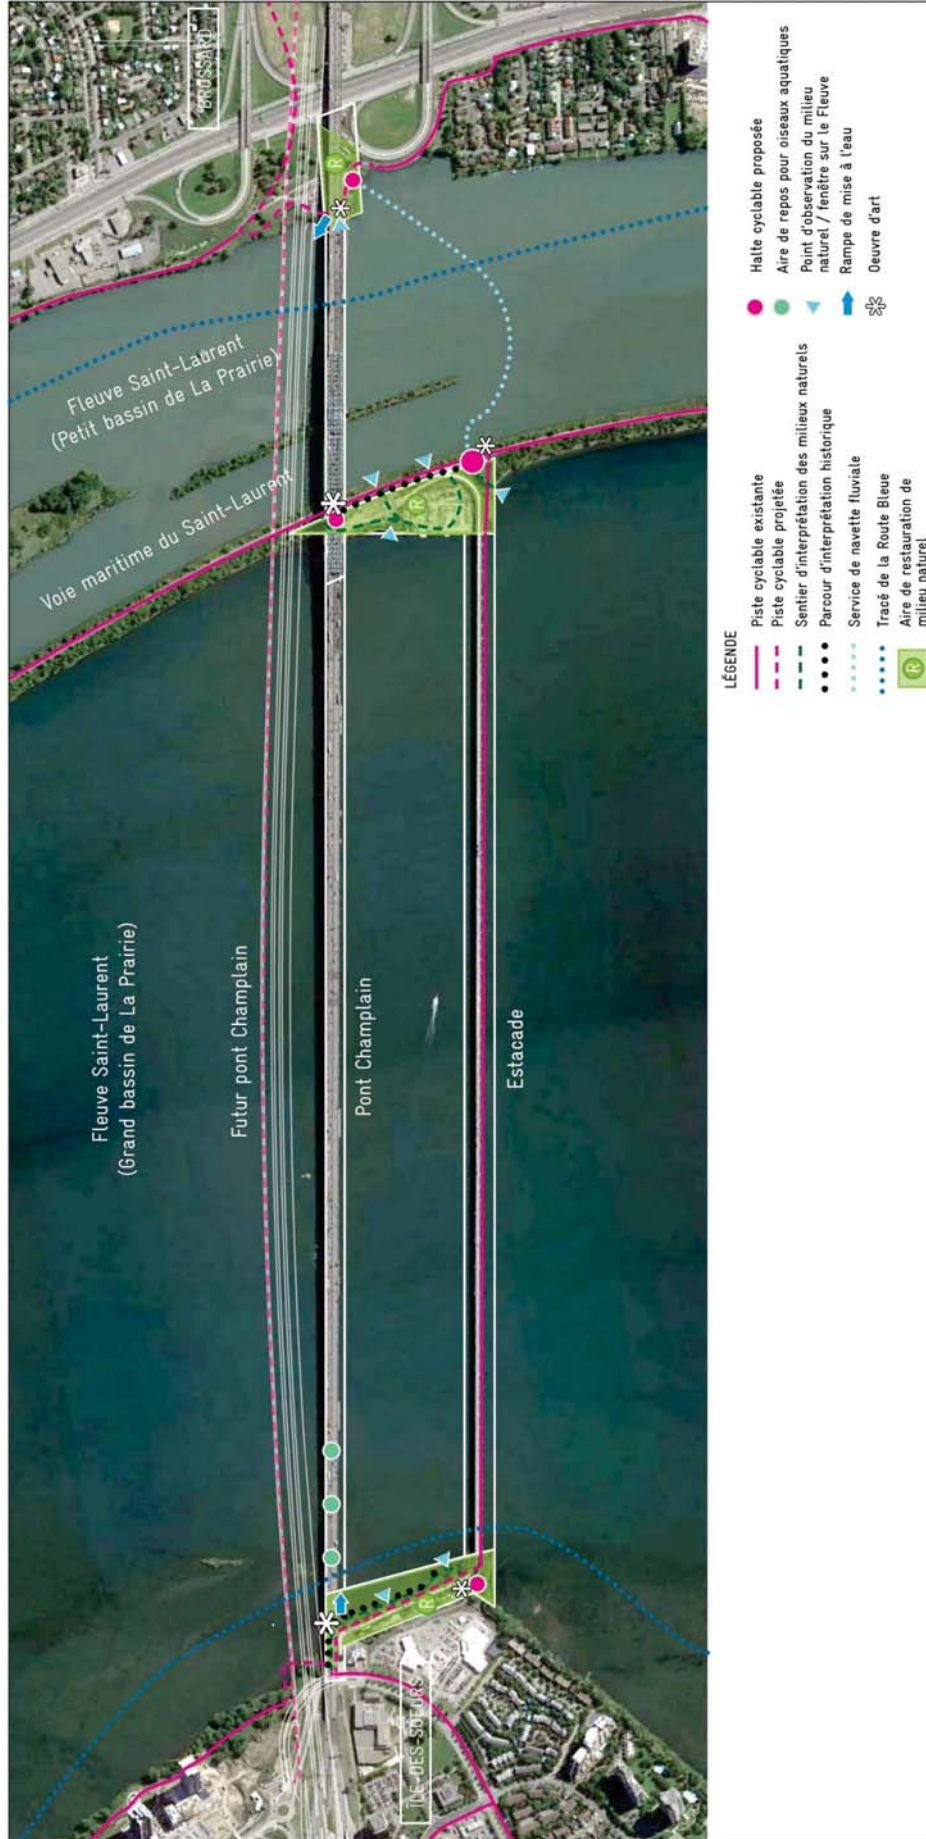 BROSSARD
Fleuve Saint-Laurent
(Petit bassin de La Prairie)
Voie maritime du Saint-Laurent
Fleuve Saint-Laurent
(Grand bassin de La Prairie)
Futur pont Champlain
Pont Champlain
Estacade
ÎLE-DES-SOEURS
R
R
R
LÉGENDE
Piste cyclable existante
Piste cyclable projetée
Sentier d'interprétation des milieux naturels
Parcour d'interprétation historique
Service de navette fluviale
Tracé de la Route Bleue
R
Aire de restauration de
milieu naturel
Halte cyclable proposée
Aire de repos pour oiseaux aquatiques
Point d'observation du milieu
naturel / fenêtre sur le Fleuve
Rampe de mise à l'eau
Oeuvre d'art